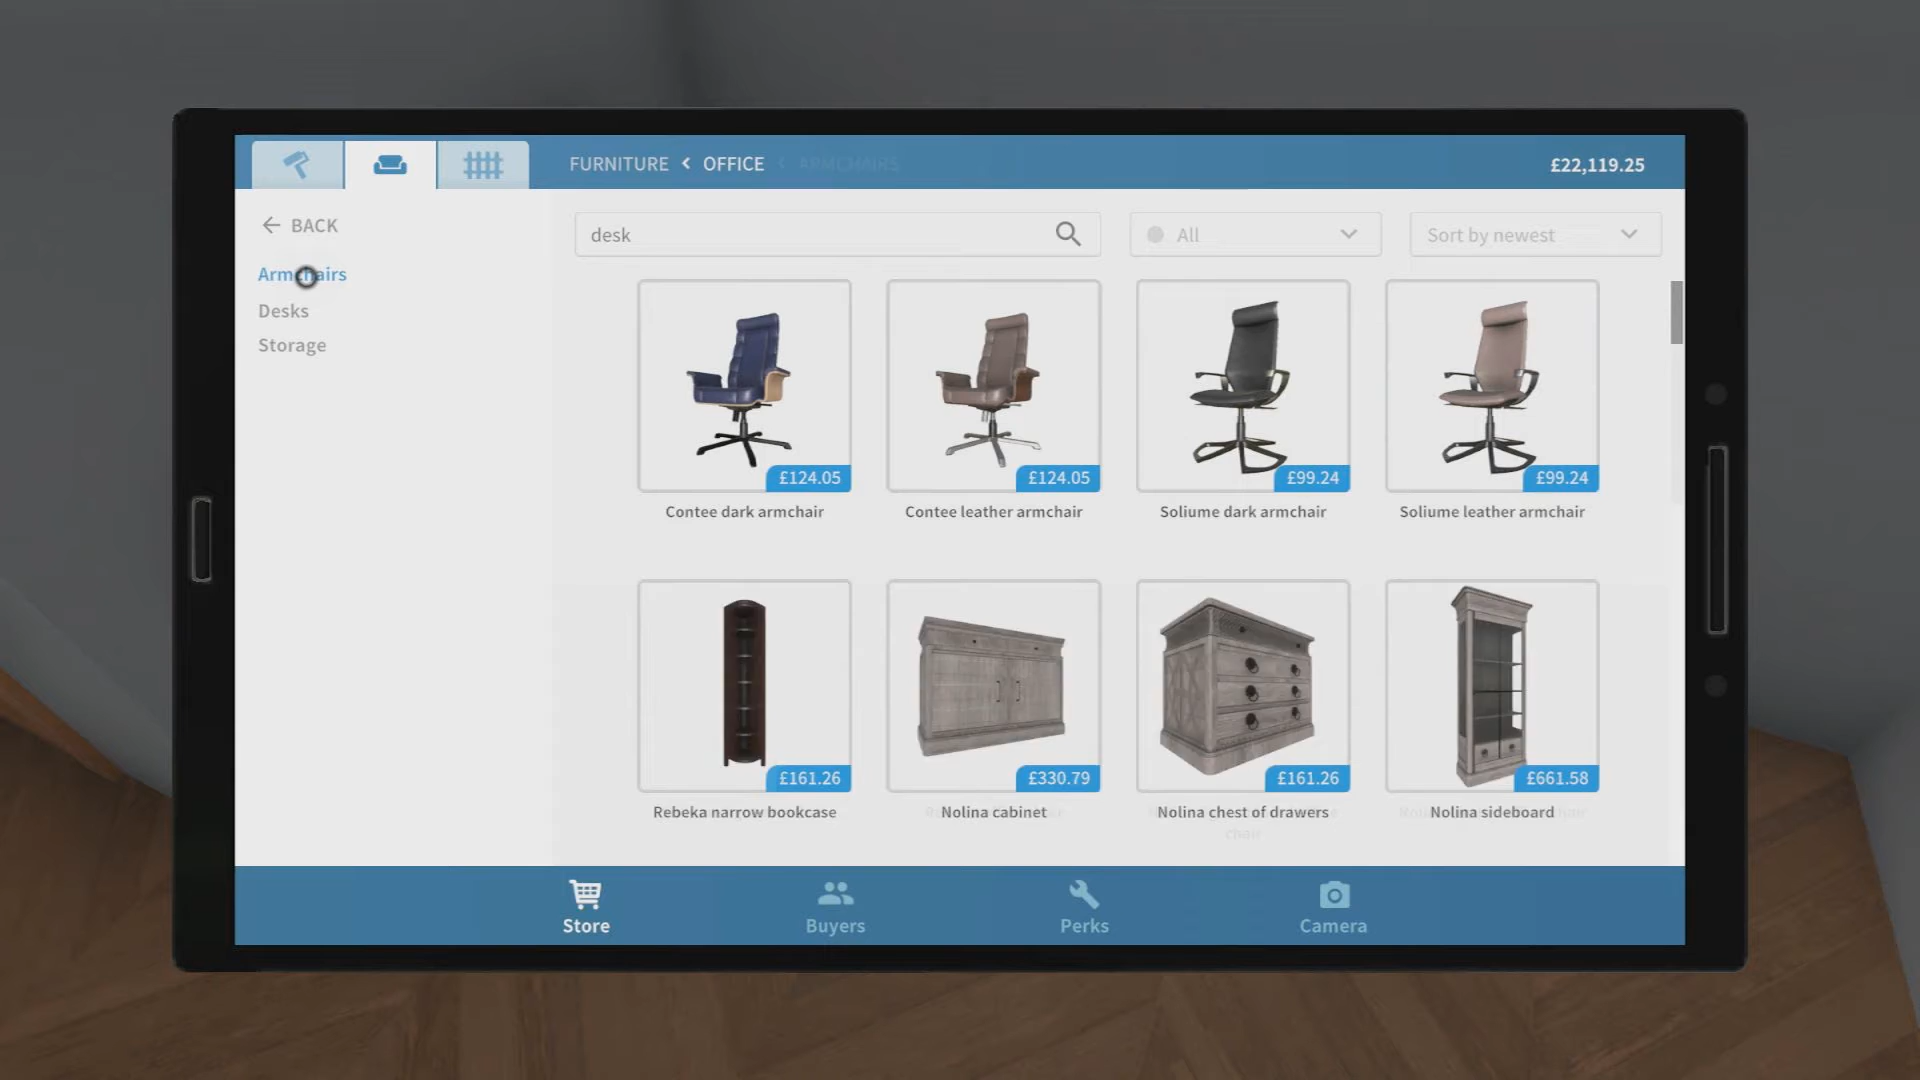 FURNITURE < OFFICE < ARMCHAIRS
£22,119.25
BACK
Armchairs
Desks
Storage
desk
All
Sort by newest
£124.05
£124.05
£99.24
£99.24
Contee dark armchair
Contee leather armchair
Soliume dark armchair
Soliume leather armchair
£161.26
£330.79
£161.26
£661.58
Rebeka narrow bookcase
Nolina cabinet
Nolina chest of drawers
Nolina sideboard
chair
Store
Buyers
Perks
Camera